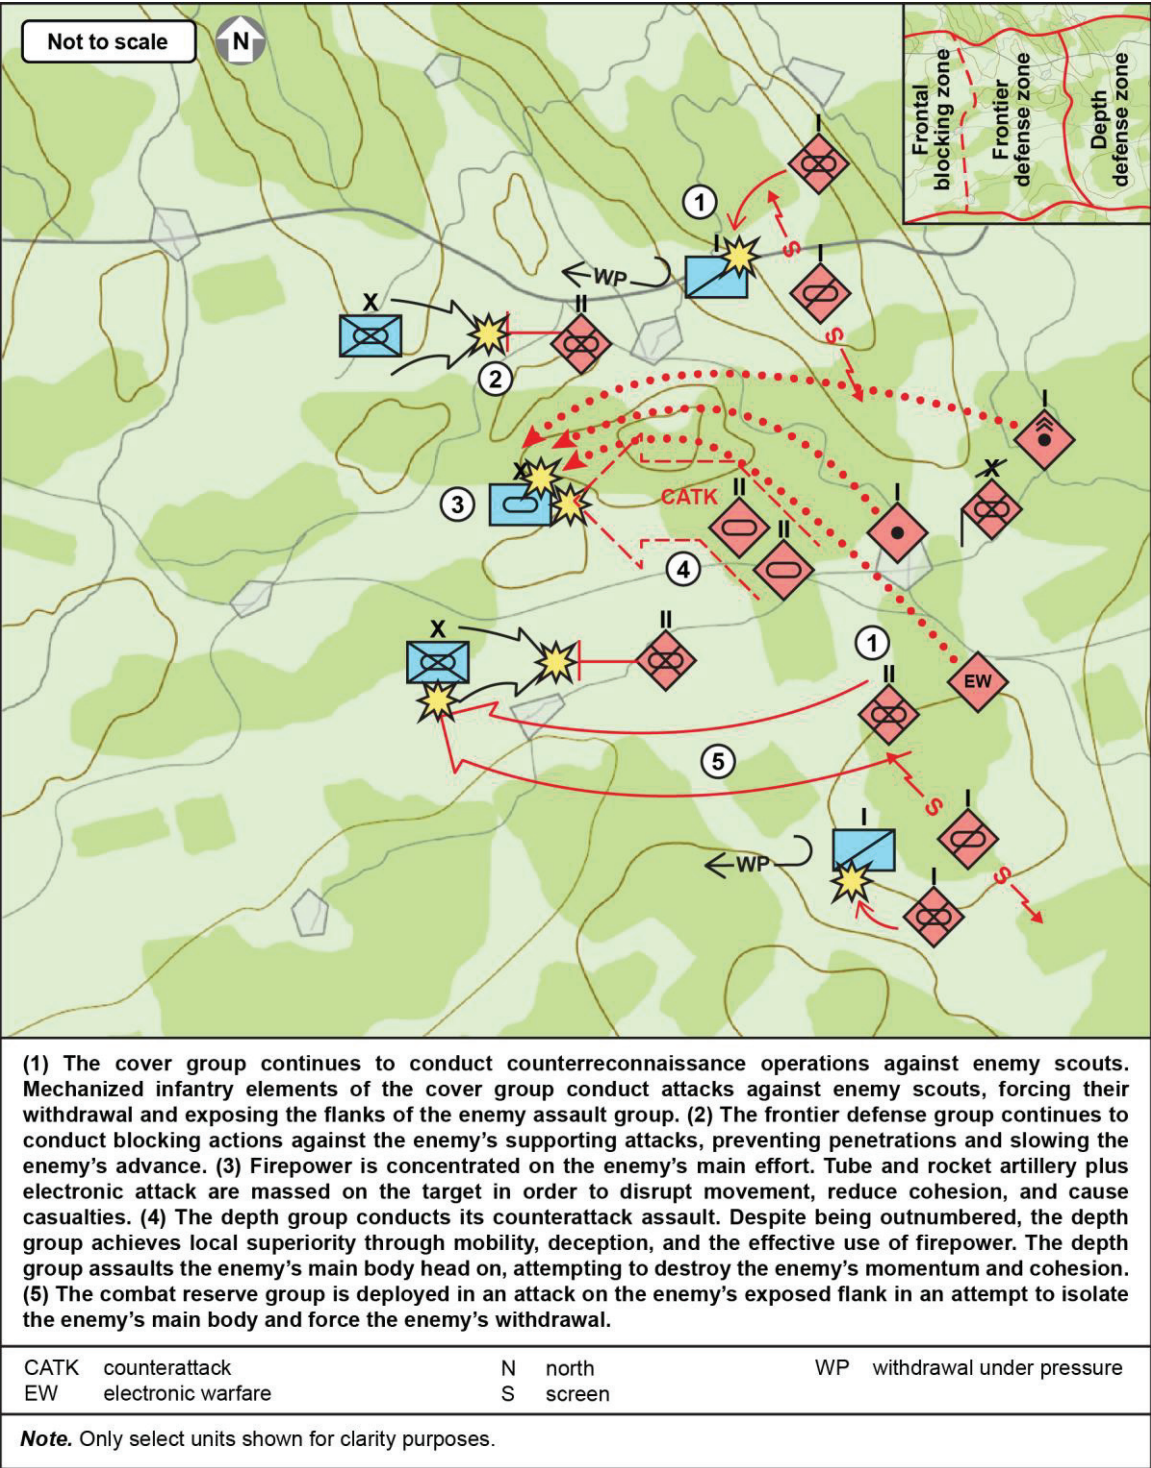 Not to scale
N
Frontal
blocking zone
Frontier
defense zone
Depth
defense zone
I
1
I
S
I
WP
X
II
S
2
I
X
X
3
CATK
II
I
II
4
X
II
1
II
EW
5
S
I
I
WP
S
I
(1) The cover group continues to conduct counterreconnaissance operations against enemy scouts.
Mechanized infantry elements of the cover group conduct attacks against enemy scouts, forcing their
withdrawal and exposing the flanks of the enemy assault group. (2) The frontier defense group continues to
conduct blocking actions against the enemy’s supporting attacks, preventing penetrations and slowing the
enemy’s advance. (3) Firepower is concentrated on the enemy’s main effort. Tube and rocket artillery plus
electronic attack are massed on the target in order to disrupt movement, reduce cohesion, and cause
casualties. (4) The depth group conducts its counterattack assault. Despite being outnumbered, the depth
group achieves local superiority through mobility, deception, and the effective use of firepower. The depth
group assaults the enemy’s main body head on, attempting to destroy the enemy’s momentum and cohesion.
(5) The combat reserve group is deployed in an attack on the enemy’s exposed flank in an attempt to isolate
the enemy’s main body and force the enemy’s withdrawal.
CATK counterattack
EW electronic warfare
N north
S screen
WP withdrawal under pressure
Note. Only select units shown for clarity purposes.